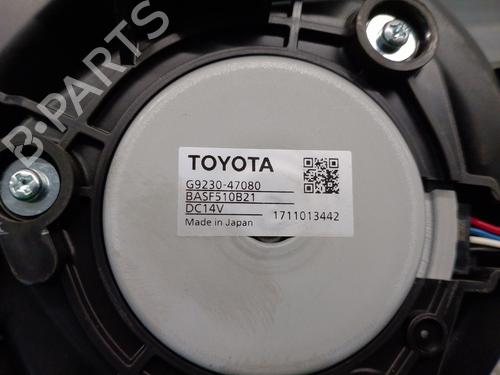 B-PARTS
TOYOTA
G9230-47080
BASF510B21
DC14V 1711013442
Made in Japan